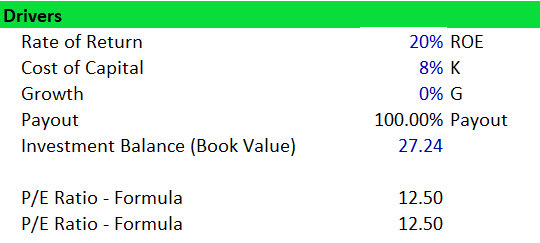 Drivers
Rate of Return 20% ROE
Cost of Capital 8% K
Growth 0% G
Payout 100.00% Payout
Investment Balance (Book Value) 27.24
P/E Ratio - Formula 12.50
P/E Ratio - Formula 12.50